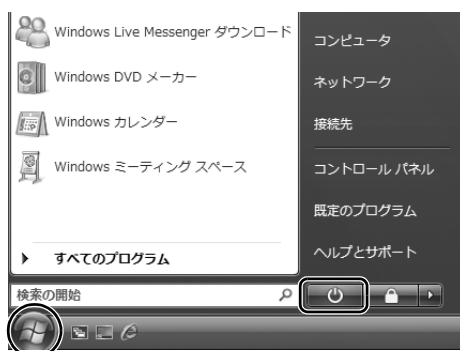 Windows Live Messenger ダウンロード
Windows DVD メーカー
Windows カレンダー
Windows ミーティング スペース
すべてのプログラム
検索の開始
コンピュータ
ネットワーク
接続先
コントロール パネル
既定のプログラム
ヘルプとサポート